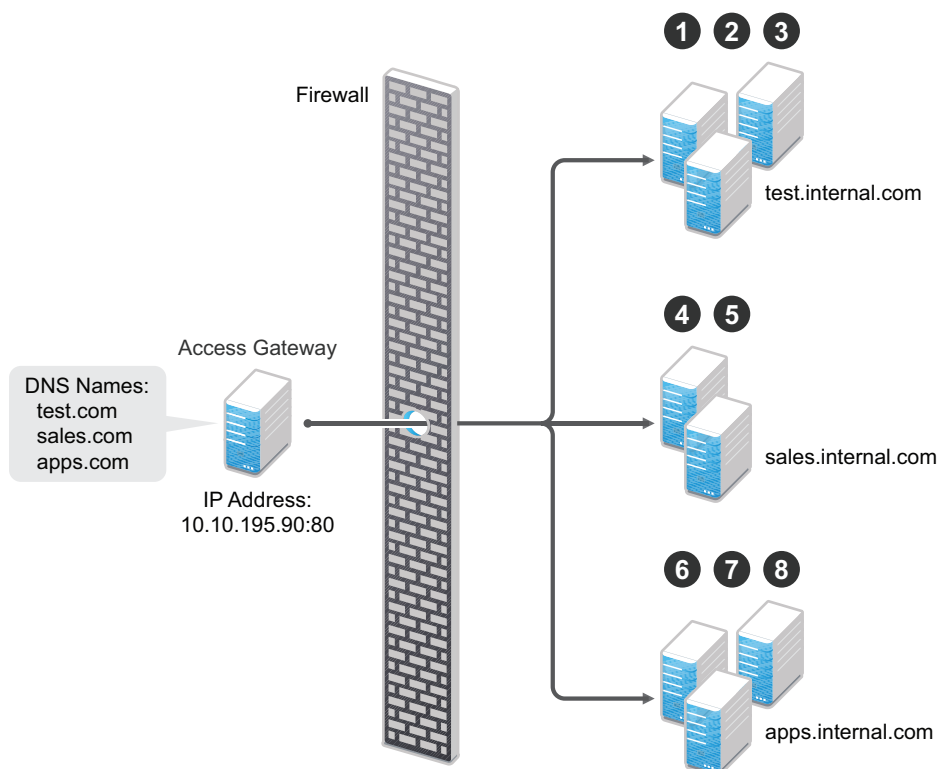 1 2 3
Firewall
test.internal.com
4 5
Access Gateway
DNS Names:
test.com
sales.com
apps.com
sales.internal.com
IP Address:
10.10.195.90:80
6 7 8
apps.internal.com